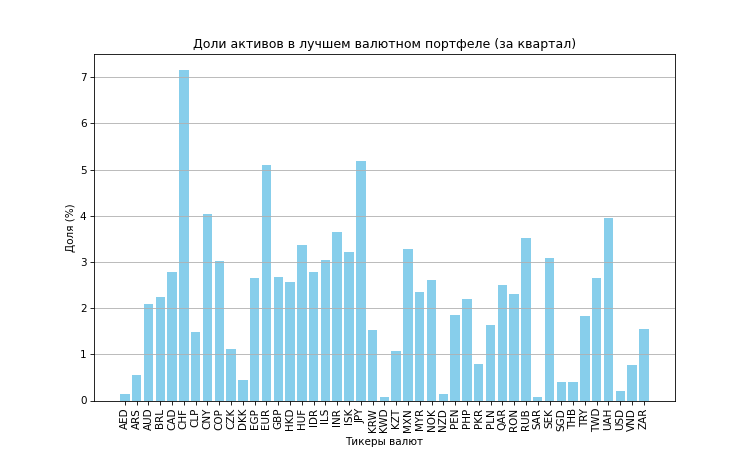 Доли активов в лучшем валютном портфеле (за квартал)
Доля (%)
7
6
5
4
3
2
1
0
AED ARS AUD BRL CAD CHF CLP CNY COP CZK DKK EGP EUR GBP HKD HUF IDR ILS INR ISK JPY KRW KWD KZT MXN MYR NOK NZD PEN PHP PKR PLN QAR RON RUB SAR SEK SGD THB TRY TWD UAH USD VND ZAR
Тикеры валют